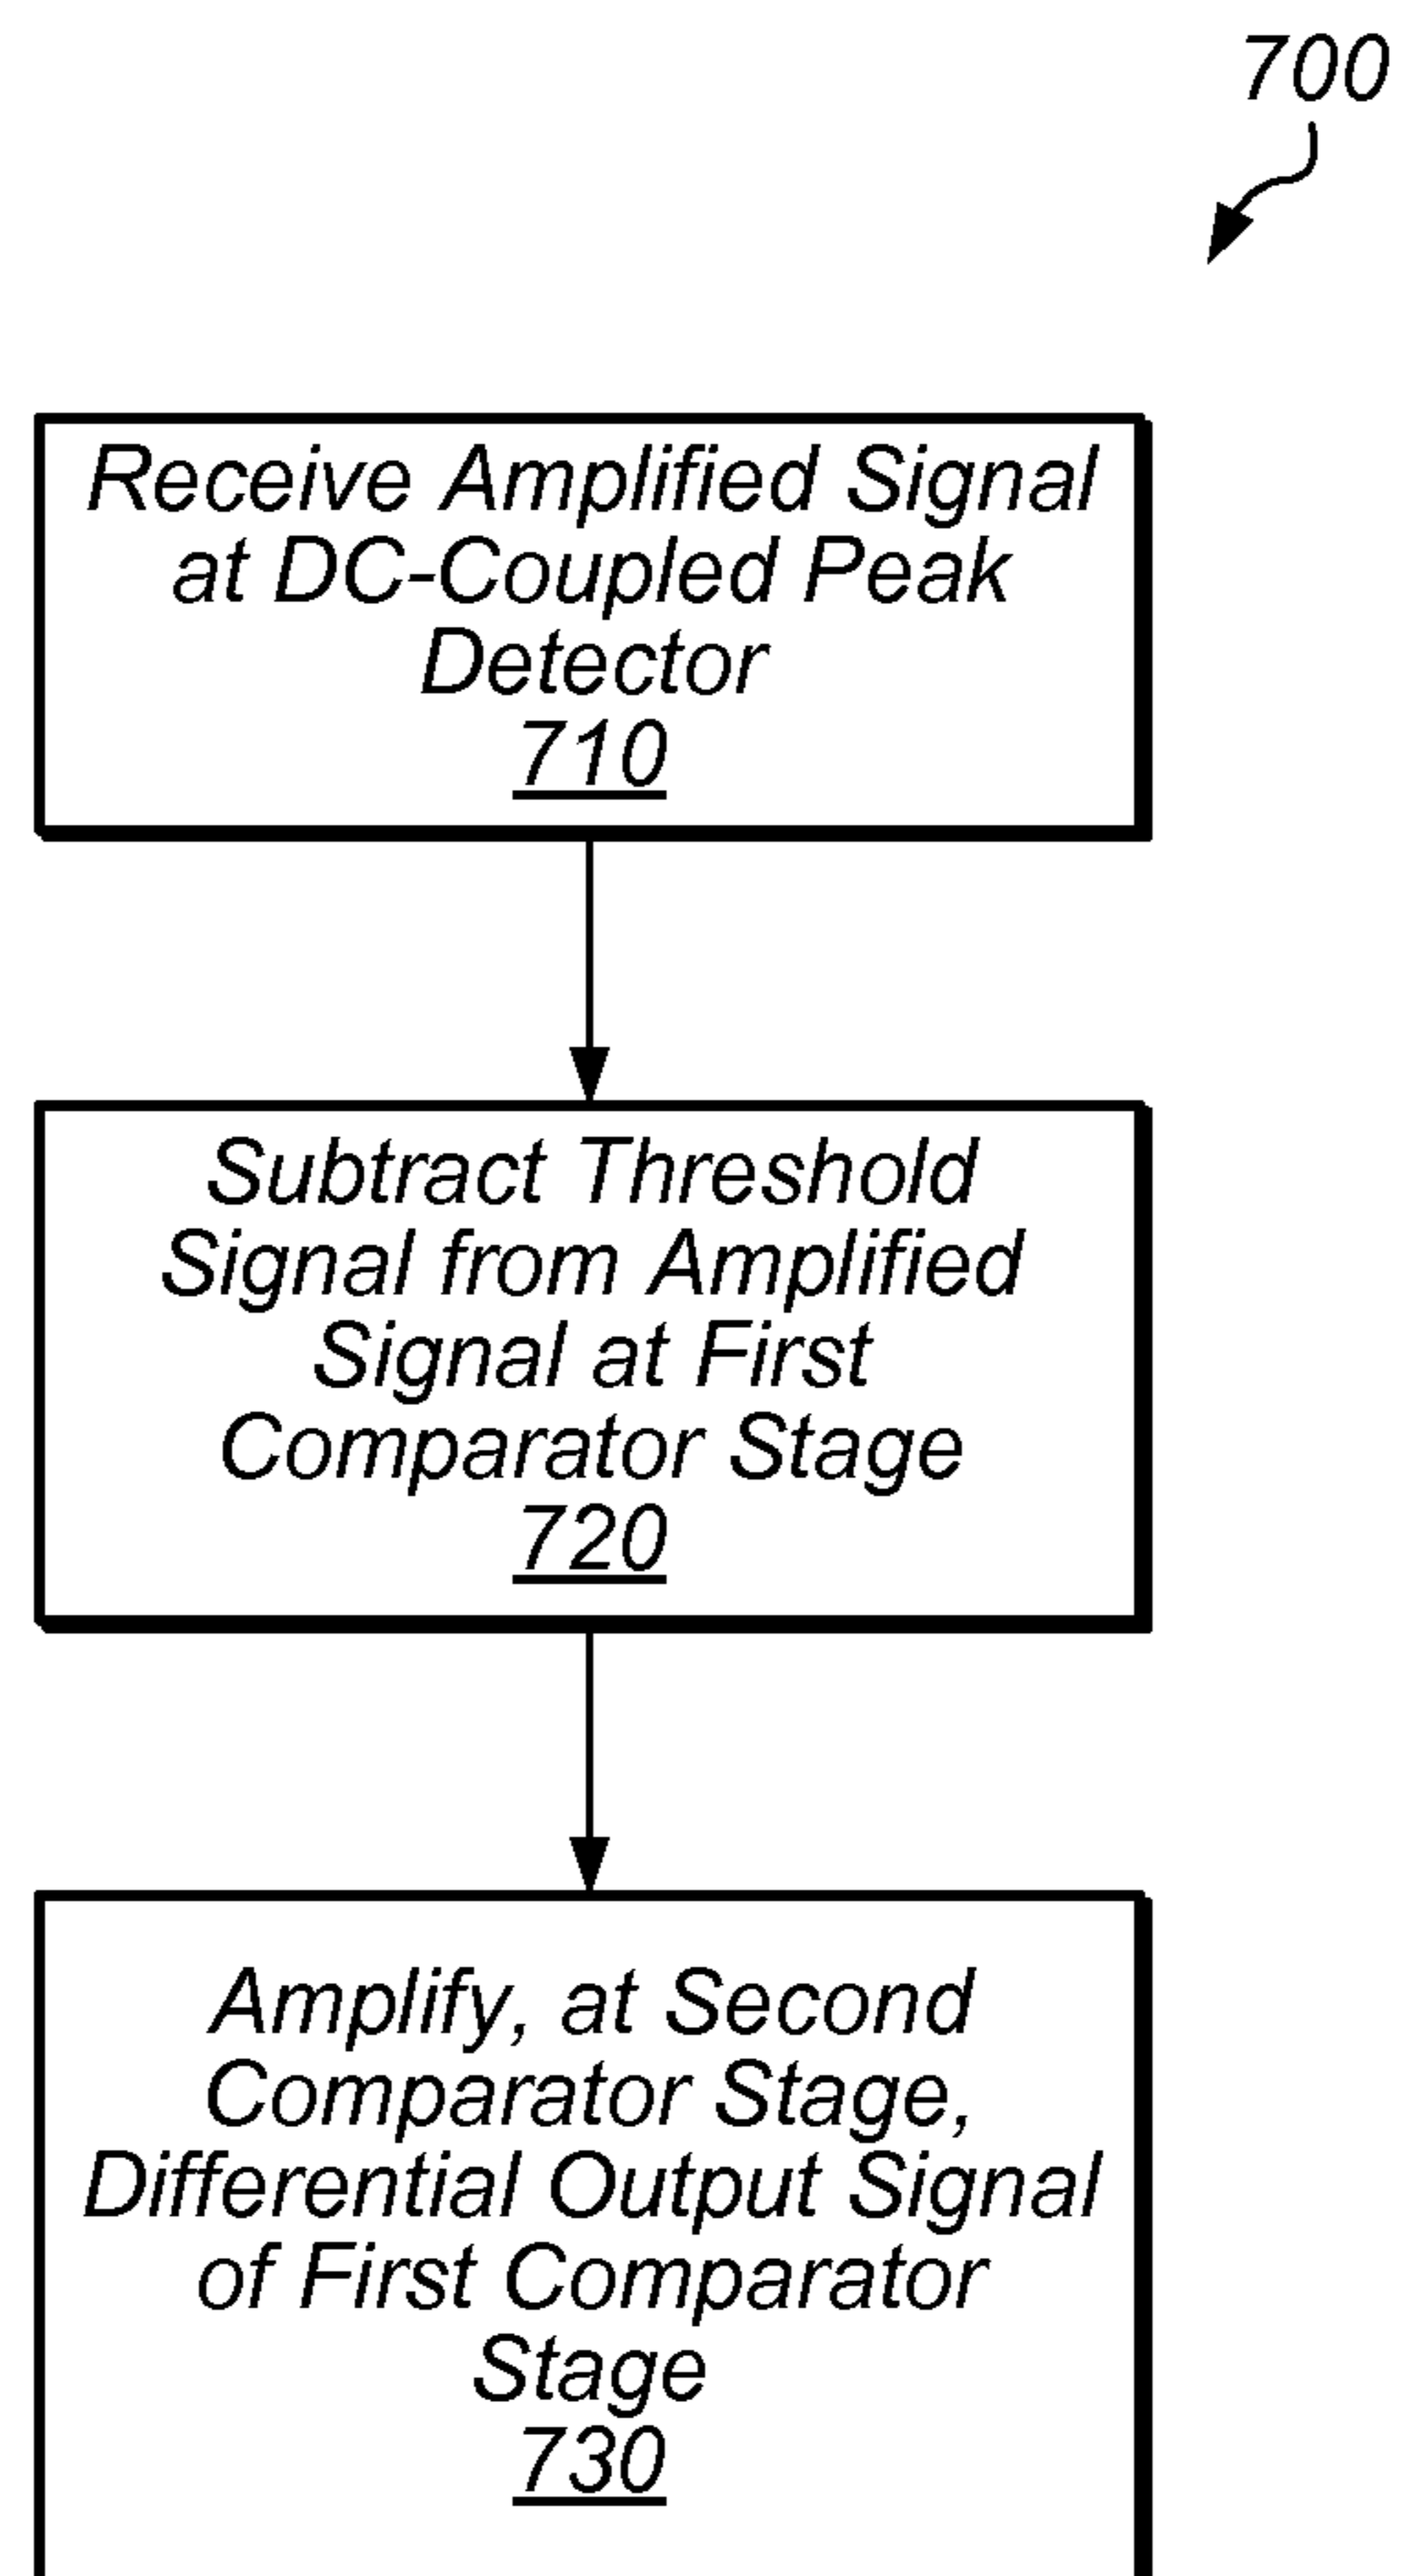 700
Receive Amplified Signal
at DC-Coupled Peak
Detector
710
Subtract Threshold
Signal from Amplified
Signal at First
Comparator Stage
720
Amplify, at Second
Comparator Stage,
Differential Output Signal
of First Comparator
Stage
730